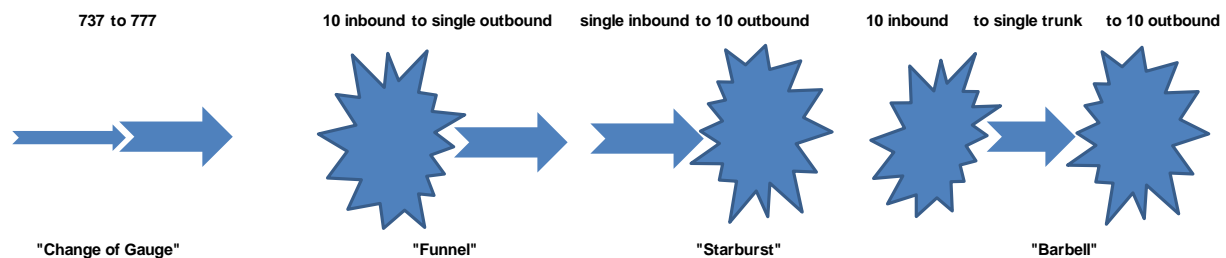 737 to 777
10 inbound to single outbound
single inbound to 10 outbound
10 inbound to single trunk to 10 outbound
"Change of Gauge"
"Funnel"
"Starburst"
"Barbell"